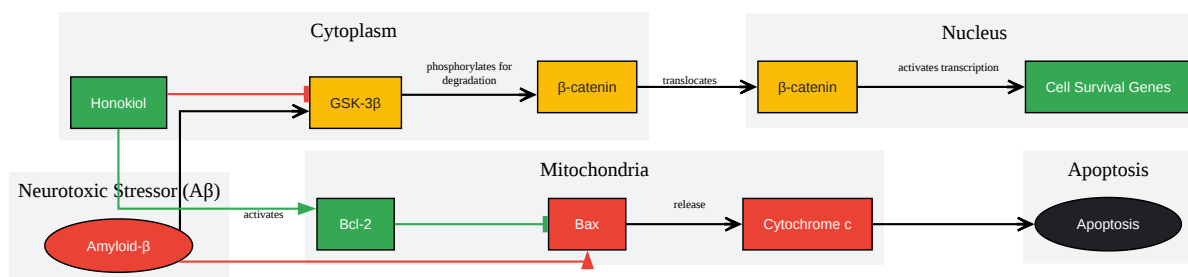 Cytoplasm
Nucleus
phosphorylates for
degradation
activates transcription
translocates
Honokiol
GSK-3β
β-catenin
β-catenin
Cell Survival Genes
Neurotoxic Stressor (Aβ)
Mitochondria
Apoptosis
activates
release
Bcl-2
Bax
Cytochrome c
Apoptosis
Amyloid-β